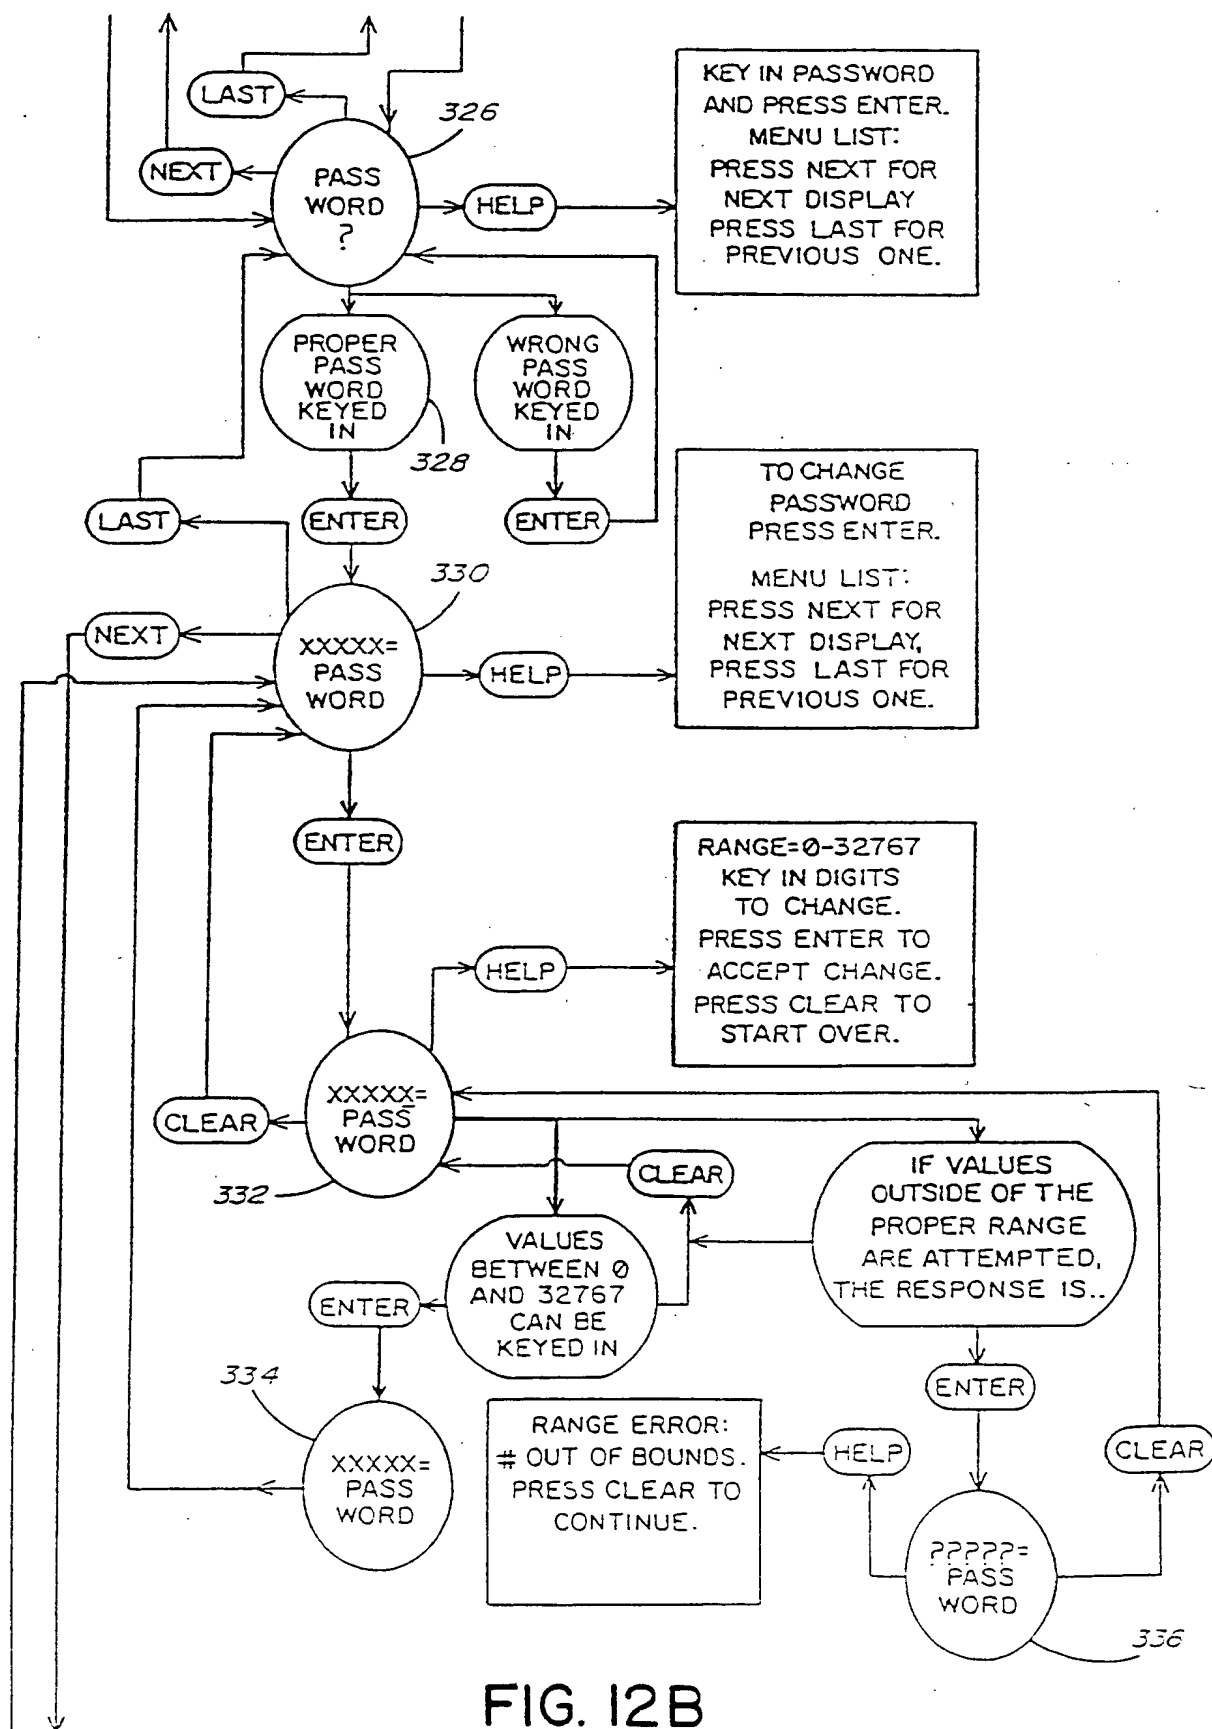 LAST
326
NEXT
PASS
WORD
?
HELP
KEY IN PASSWORD
AND PRESS ENTER.
MENU LIST:
PRESS NEXT FOR
NEXT DISPLAY
PRESS LAST FOR
PREVIOUS ONE.
PROPER
PASS
WORD
KEYED
IN
328
WRONG
PASS
WORD
KEYED
IN
LAST
ENTER
ENTER
TO CHANGE
PASSWORD
PRESS ENTER.
MENU LIST:
PRESS NEXT FOR
NEXT DISPLAY,
PRESS LAST FOR
PREVIOUS ONE.
330
NEXT
XXXXX=
PASS
WORD
HELP
ENTER
RANGE=0-32767
KEY IN DIGITS
TO CHANGE.
PRESS ENTER TO
ACCEPT CHANGE.
PRESS CLEAR TO
START OVER.
HELP
CLEAR
XXXXX=
PASS
WORD
332
CLEAR
IF VALUES
OUTSIDE OF THE
PROPER RANGE
ARE ATTEMPTED,
THE RESPONSE IS..
VALUES
BETWEEN 0
AND 32767
CAN BE
KEYED IN
ENTER
334
XXXXX=
PASS
WORD
ENTER
RANGE ERROR:
# OUT OF BOUNDS.
PRESS CLEAR TO
CONTINUE.
HELP
CLEAR
?????=
PASS
WORD
336
FIG. 12B